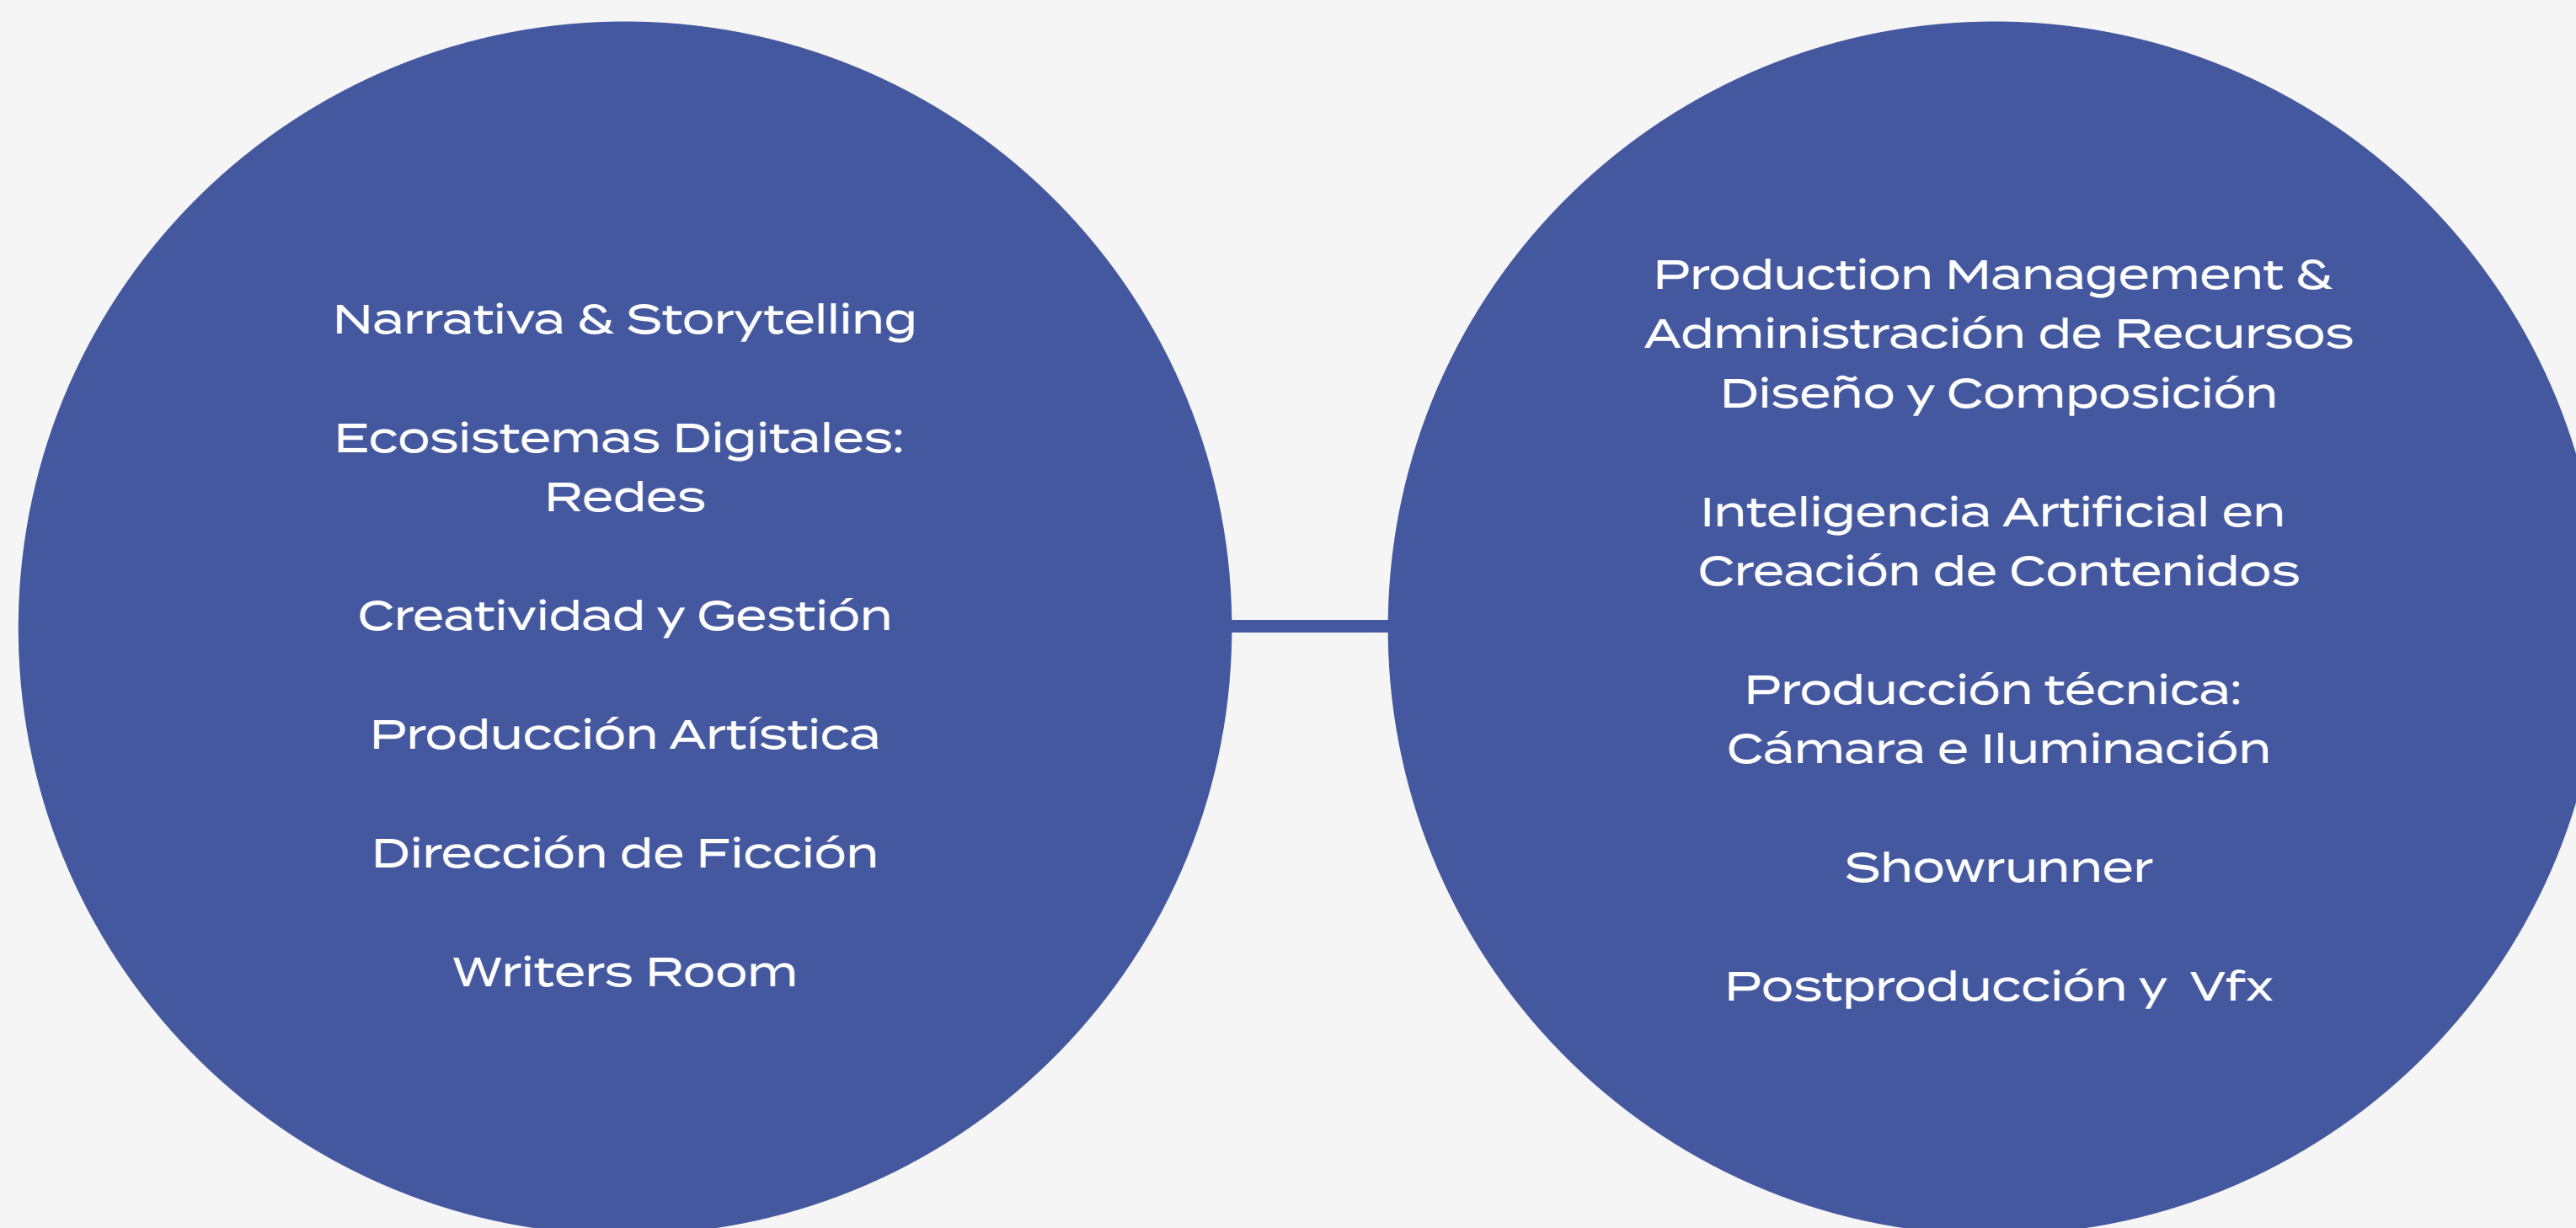 Narrativa & Storytelling
Ecosistemas Digitales:
Redes
Creatividad y Gestión
Producción Artística
Dirección de Ficción
Writers Room
Production Management &
Administración de Recursos
Diseño y Composición
Inteligencia Artificial en
Creación de Contenidos
Producción técnica:
Cámara e Iluminación
Showrunner
Postproducción y  Vfx